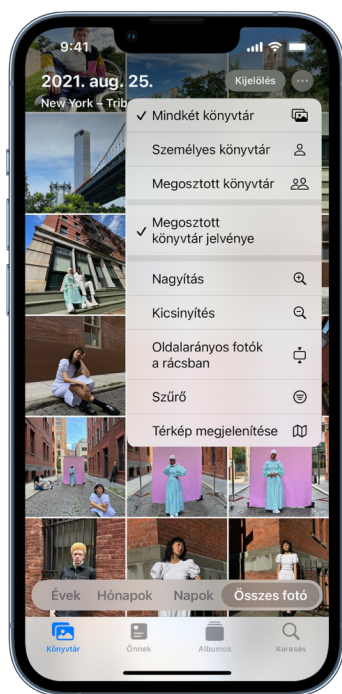 9:41
2021. aug. 25.
Kijelölés
New York – Trib
Mindkét könyvtár
Személyes könyvtár
Megosztott könyvtár
Megosztott
könyvtár jelvénye
Nagyítás
Kicsinyítés
Oldalarányos fotók
a rácsban
Szűrő
Térkép megjelenítése
Évek Hónapok Napok Összes fotó
Könyvtár Önnek Albumok Keresés